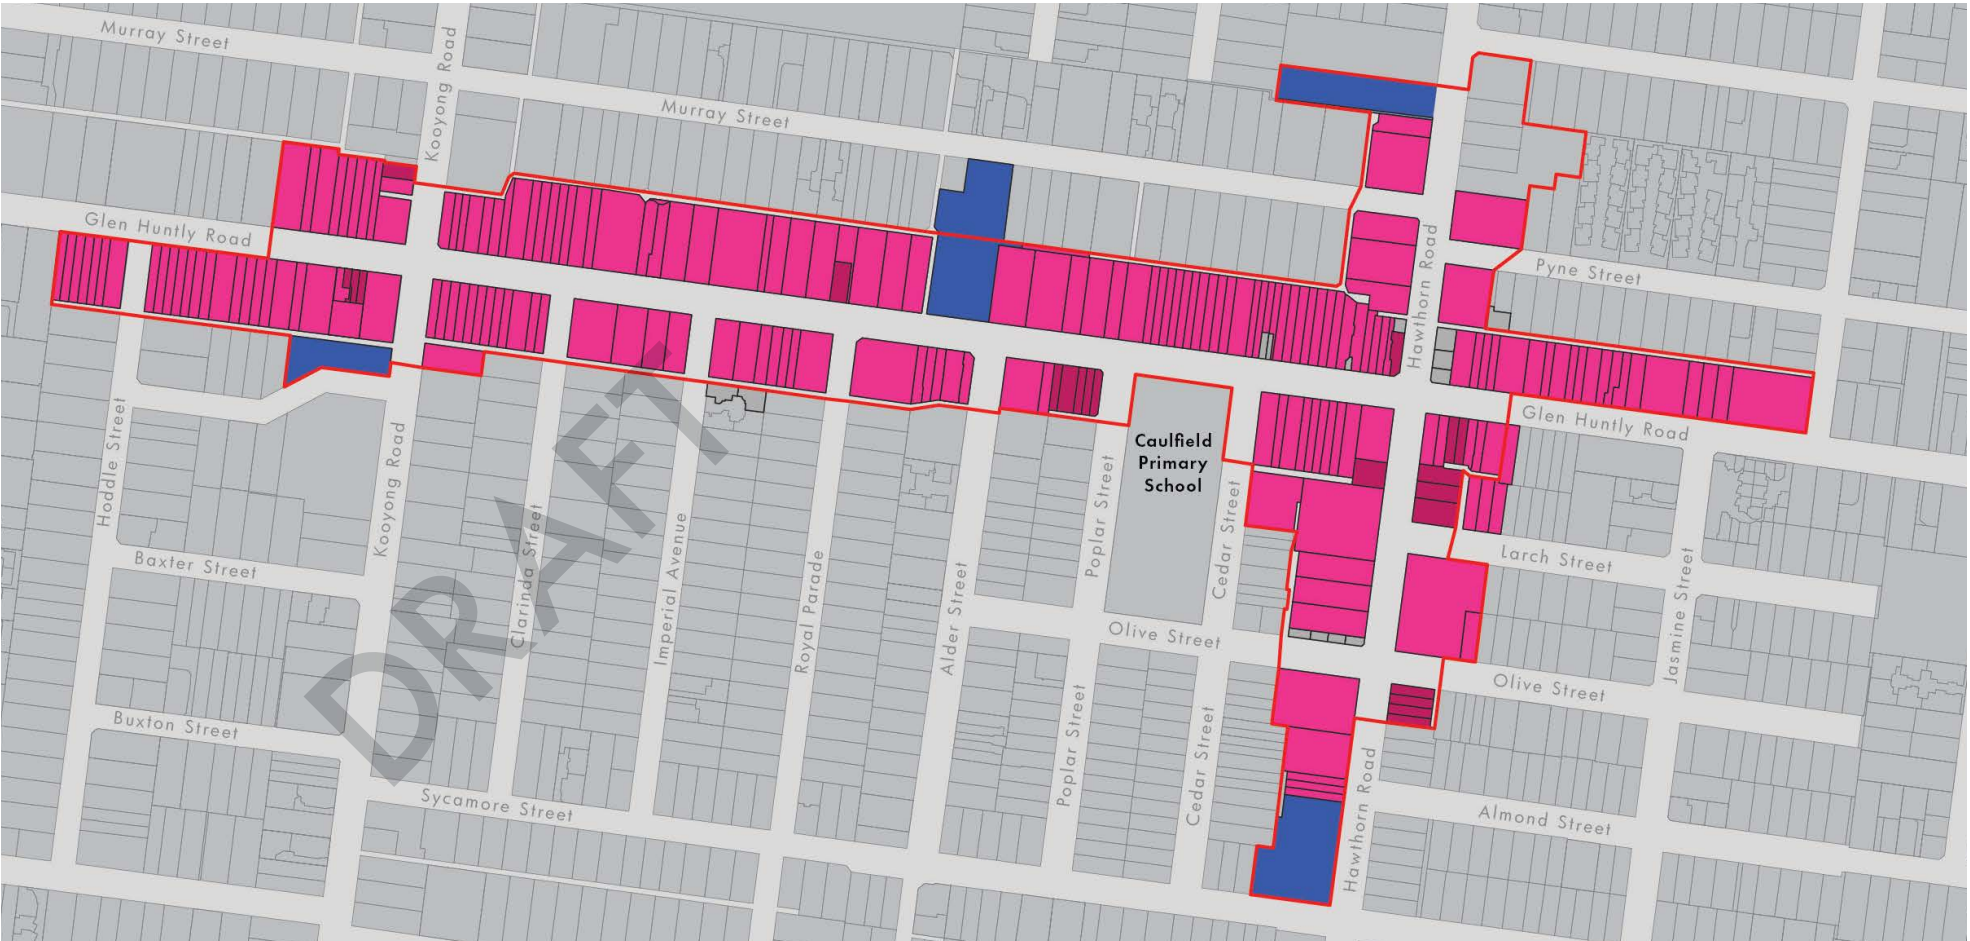 Murray Street
Kooyong Road
Murray Street
Glen Huntly Road
Hawthorn Road
Pyne Street
Glen Huntly Road
Caulfield
Primary
School
Hoddle Street
Kooyong Road
Clarinda Street
Imperial Avenue
Royal Parade
Alder Street
Poplar Street
Cedar Street
Larch Street
Jasmine Street
Baxter Street
Olive Street
Olive Street
Buxton Street
Poplar Street
Cedar Street
Hawthorn Road
Sycamore Street
Almond Street
DRAFT